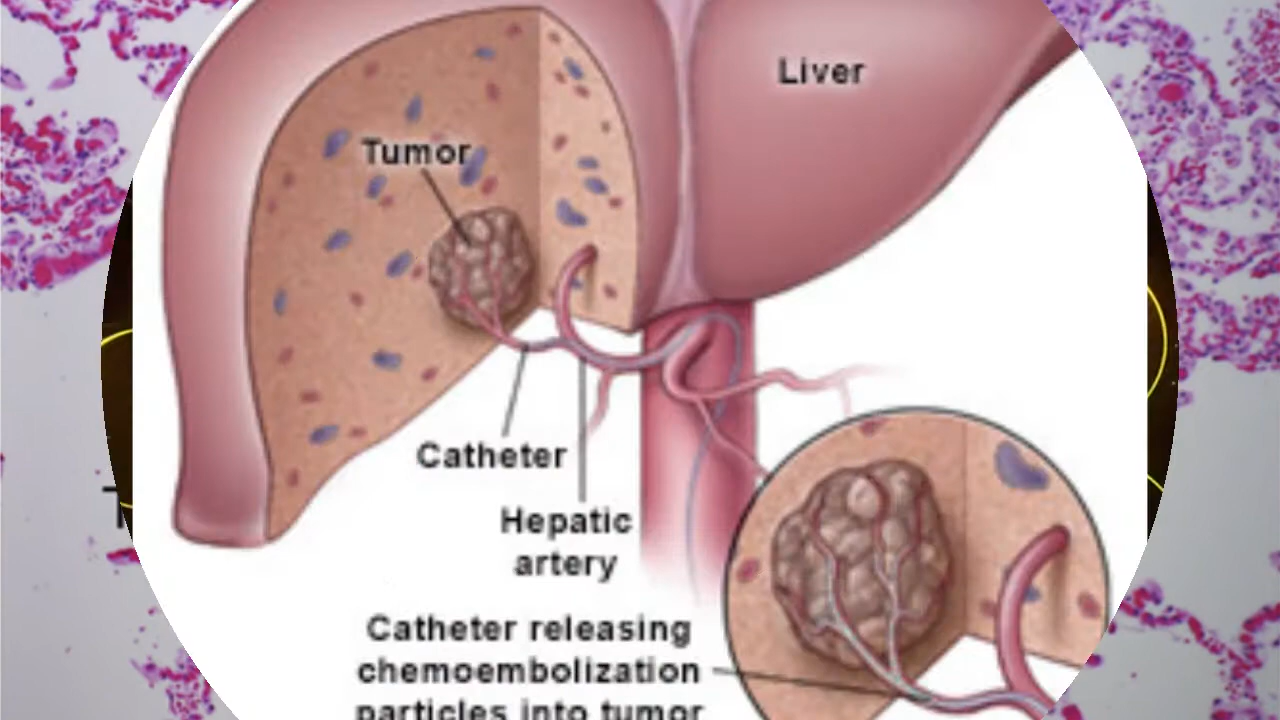 Liver
Tumor
Catheter
Hepatic
artery
Catheter releasing
chemoembolization
particles into tumor